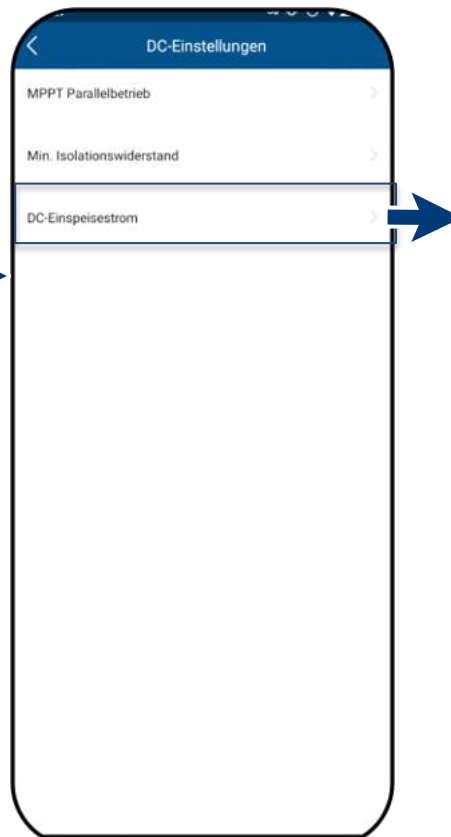 DC-Einstellungen
MPPT Parallelbetrieb
Min. Isolationswiderstand
DC-Einspeisestrom